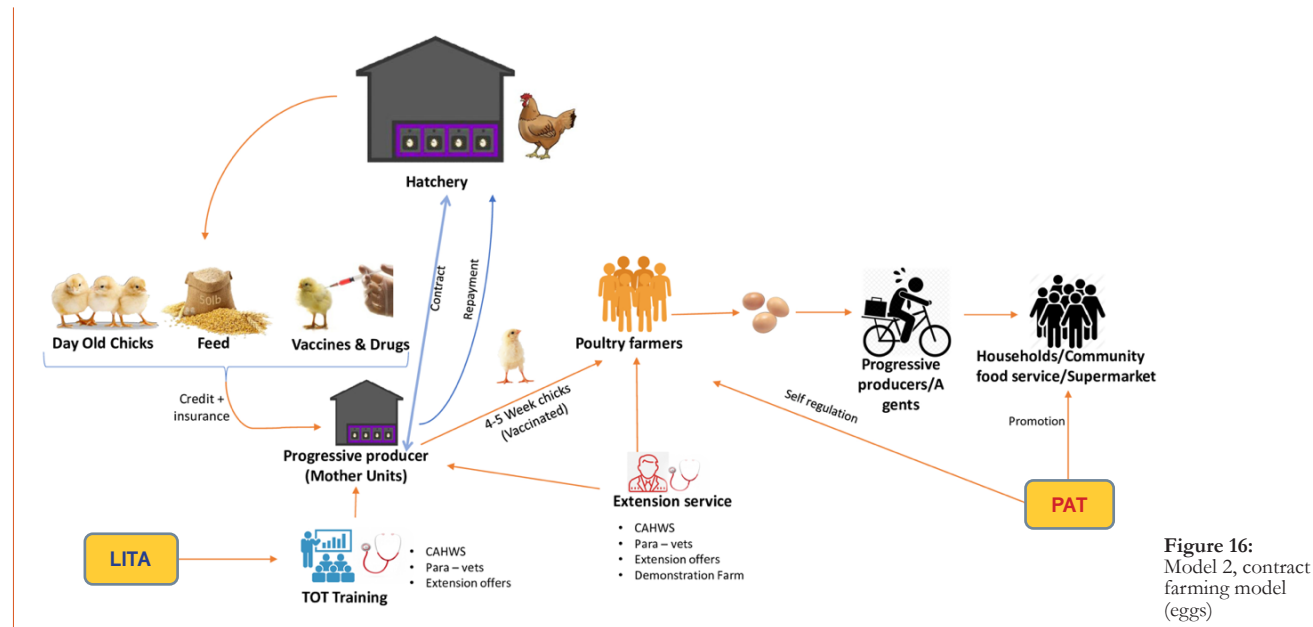 Hatchery
50lb
Day Old Chicks
Feed
Vaccines & Drugs
Contract
Repayment
Credit +
insurance
Progressive producer
(Mother Units)
4-5 Week chicks
(Vaccinated)
Poultry farmers
Progressive
producers/A
gents
Households/Community
food service/Supermarket
Self regulation
Promotion
PAT
Extension service
• CAHWS
• Para – vets
• Extension offers
• Demonstration Farm
LITA
TOT Training
• CAHWS
• Para – vets
• Extension offers
Figure 16:
Model 2, contract
farming model
(eggs)